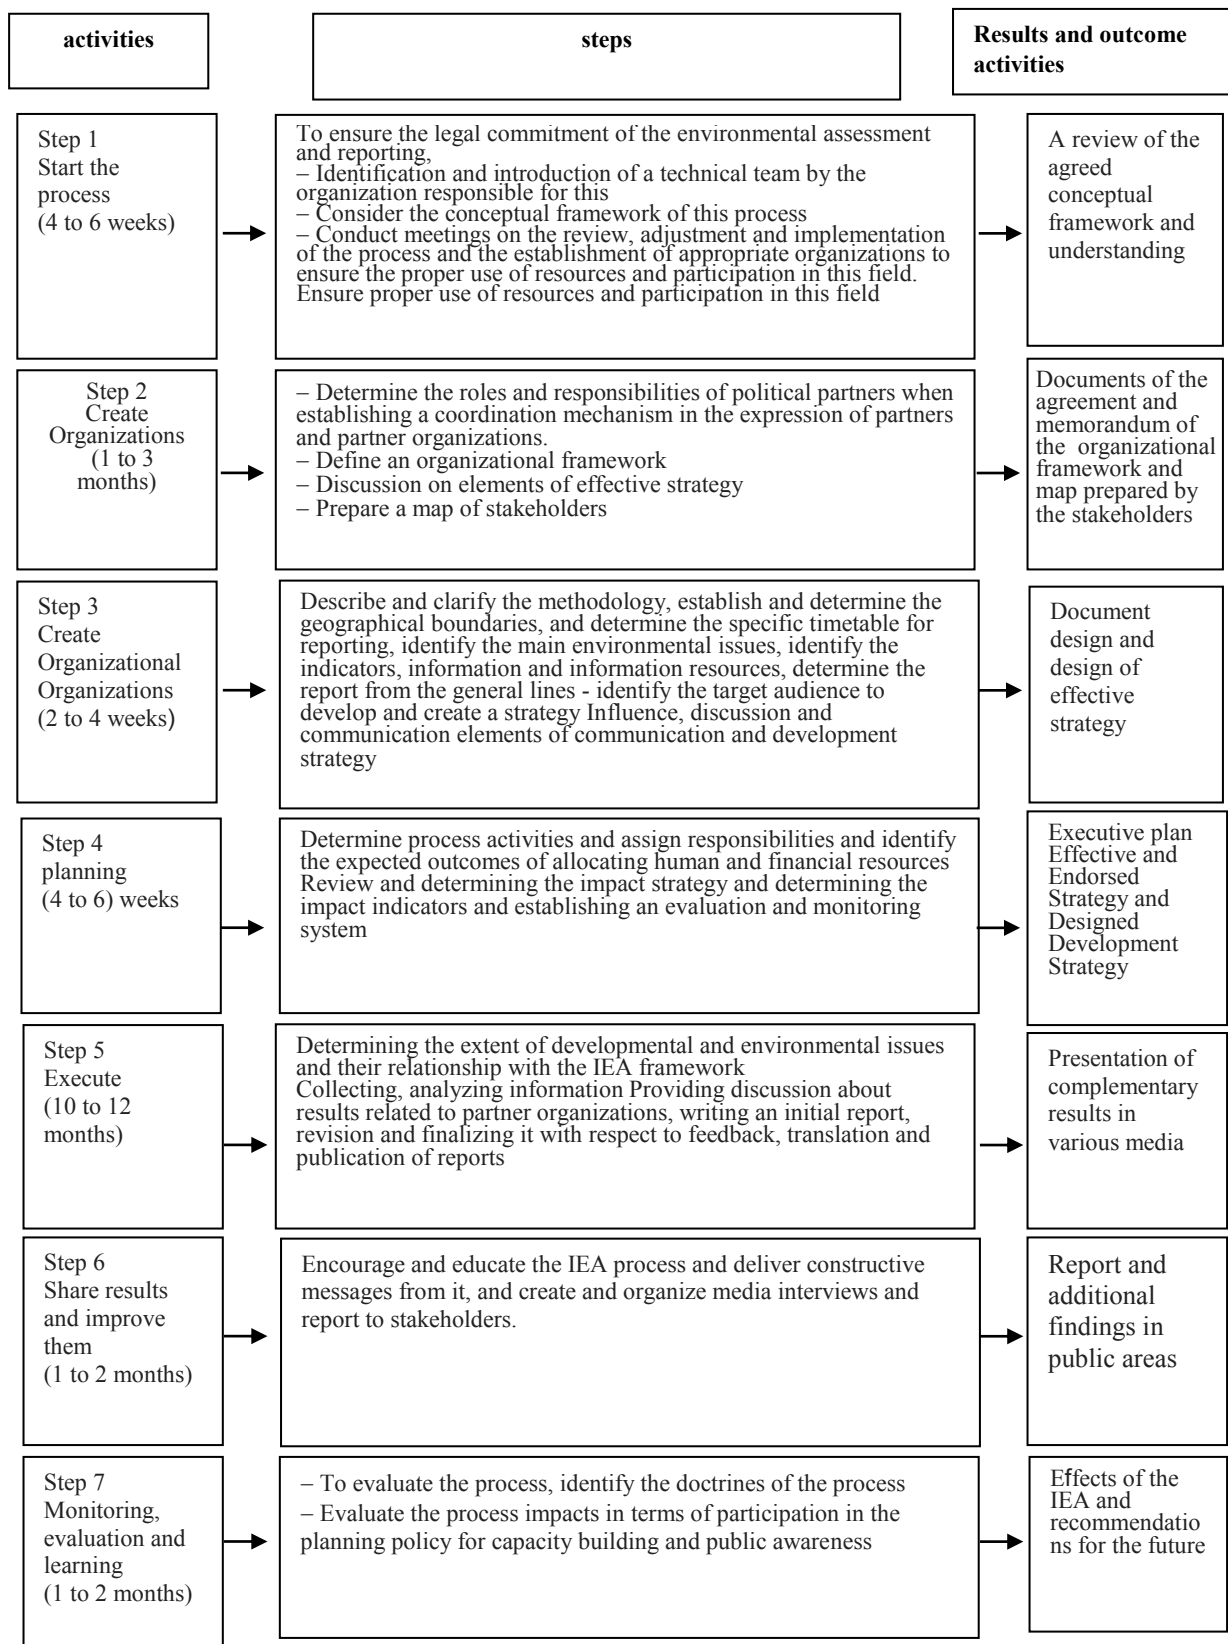 activities
steps
Results and outcome
activities
Step 1
Start the
process
(4 to 6 weeks)
To ensure the legal commitment of the environmental assessment
and reporting,
– Identification and introduction of a technical team by the
organization responsible for this
– Consider the conceptual framework of this process
– Conduct meetings on the review, adjustment and implementation
of the process and the establishment of appropriate organizations to
ensure the proper use of resources and participation in this field.
Ensure proper use of resources and participation in this field
A review of the
agreed
conceptual
framework and
understanding
Step 2
Create
Organizations
(1 to 3
months)
– Determine the roles and responsibilities of political partners when
establishing a coordination mechanism in the expression of partners
and partner organizations.
– Define an organizational framework
– Discussion on elements of effective strategy
– Prepare a map of stakeholders
Documents of the
agreement and
memorandum of
the organizational
framework and
map prepared by
the stakeholders
Step 3
Create
Organizational
Organizations
(2 to 4 weeks)
Describe and clarify the methodology, establish and determine the
geographical boundaries, and determine the specific timetable for
reporting, identify the main environmental issues, identify the
indicators, information and information resources, determine the
report from the general lines - identify the target audience to
develop and create a strategy Influence, discussion and
communication elements of communication and development
strategy
Document
design and
design of
effective
strategy
Step 4
planning
(4 to 6) weeks
Determine process activities and assign responsibilities and identify
the expected outcomes of allocating human and financial resources
Review and determining the impact strategy and determining the
impact indicators and establishing an evaluation and monitoring
system
Executive plan
Effective and
Endorsed
Strategy and
Designed
Development
Strategy
Step 5
Execute
(10 to 12
months)
Determining the extent of developmental and environmental issues
and their relationship with the IEA framework
Collecting, analyzing information Providing discussion about
results related to partner organizations, writing an initial report,
revision and finalizing it with respect to feedback, translation and
publication of reports
Presentation of
complementary
results in
various media
Step 6
Share results
and improve
them
(1 to 2 months)
Encourage and educate the IEA process and deliver constructive
messages from it, and create and organize media interviews and
report to stakeholders.
Report and
additional
findings in
public areas
Step 7
Monitoring,
evaluation and
learning
(1 to 2 months)
– To evaluate the process, identify the doctrines of the process
– Evaluate the process impacts in terms of participation in the
planning policy for capacity building and public awareness
Effects of the
IEA and
recommendatio
ns for the future